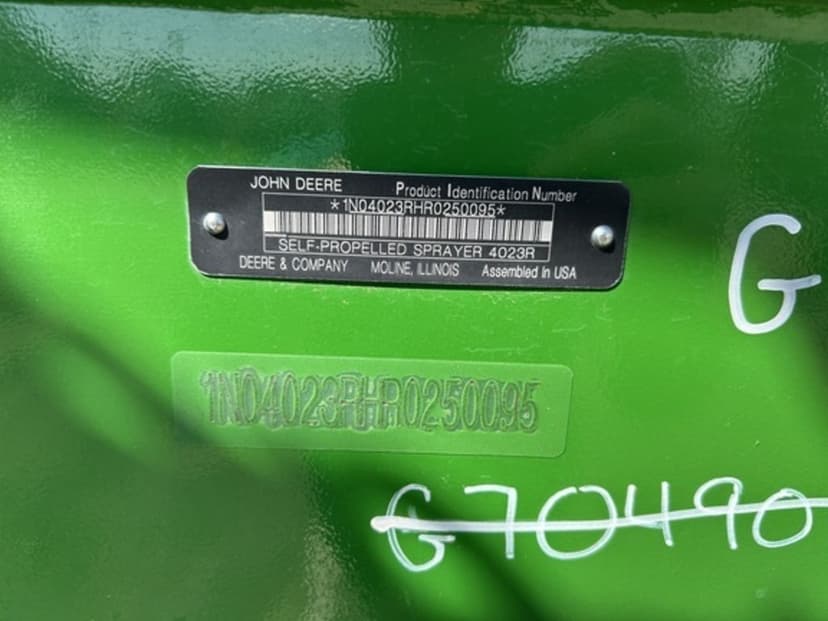 JOHN DEERE Product Identification Number
*1N04023RHR0250095*
SELF-PROPELLED SPRAYER 4023R
DEERE & COMPANY MOLINE, ILLINOIS Assembled in USA
G
1N04023RHR0250095
G70490